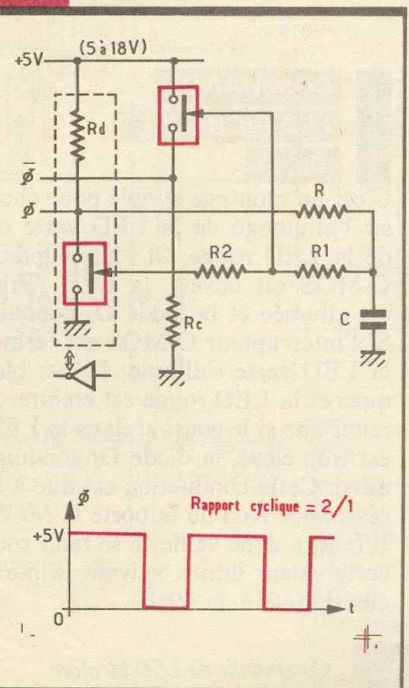 (5 à 18V)
+5V
Rd
φ̄
φ
R
R2
R1
C
Rc
φ
Rapport cyclique = 2/1
+5V
0
t